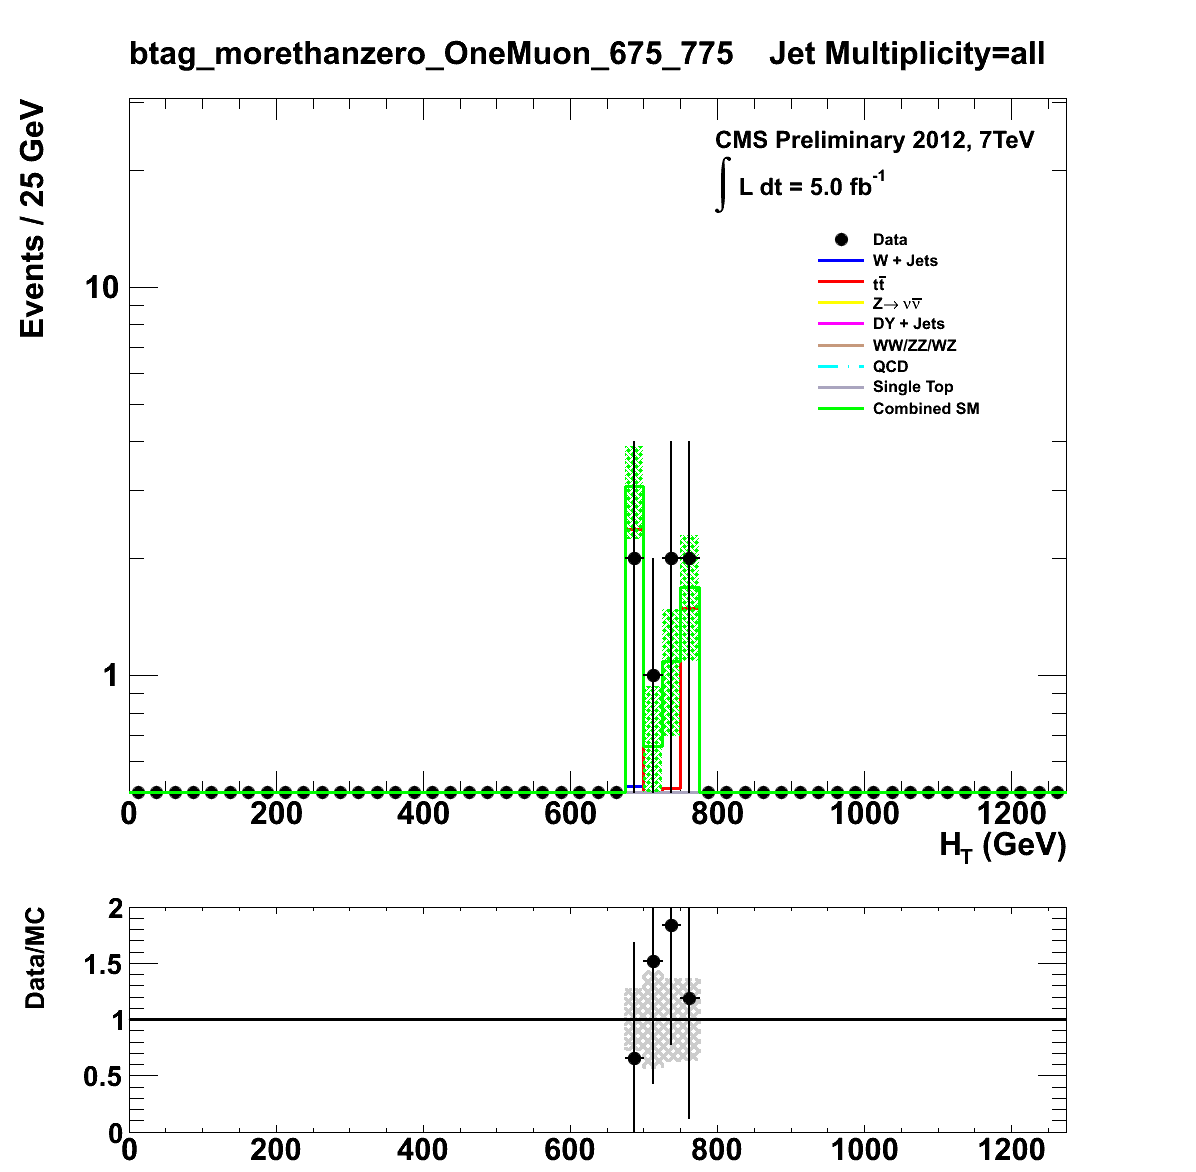 btag_morethanzero_OneMuon_675_775 Jet Multiplicity=all
Events / 25 GeV
CMS Preliminary 2012, 7TeV
∫ L dt = 5.0 fb⁻¹
Data
W + Jets
tt̅
Z→ νν̅
DY + Jets
WW/ZZ/WZ
QCD
Single Top
Combined SM
10
1
0 200 400 600 800 1000 1200
H_T (GeV)
Data/MC
2
1.5
1
0.5
0
0 200 400 600 800 1000 1200